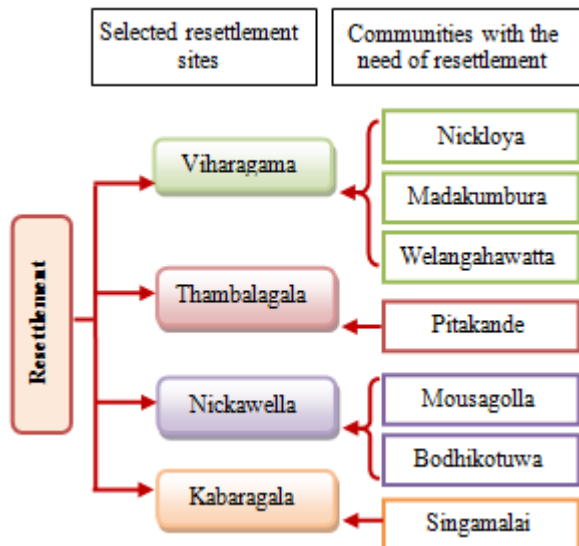 Selected resettlement
sites
Communities with the
need of resettlement
Resettlement
Viharagama
Thambalagala
Nickawella
Kabaragala
Nickloya
Madakumbura
Welangahawatta
Pitakande
Mousagolla
Bodhikotuwa
Singamalai